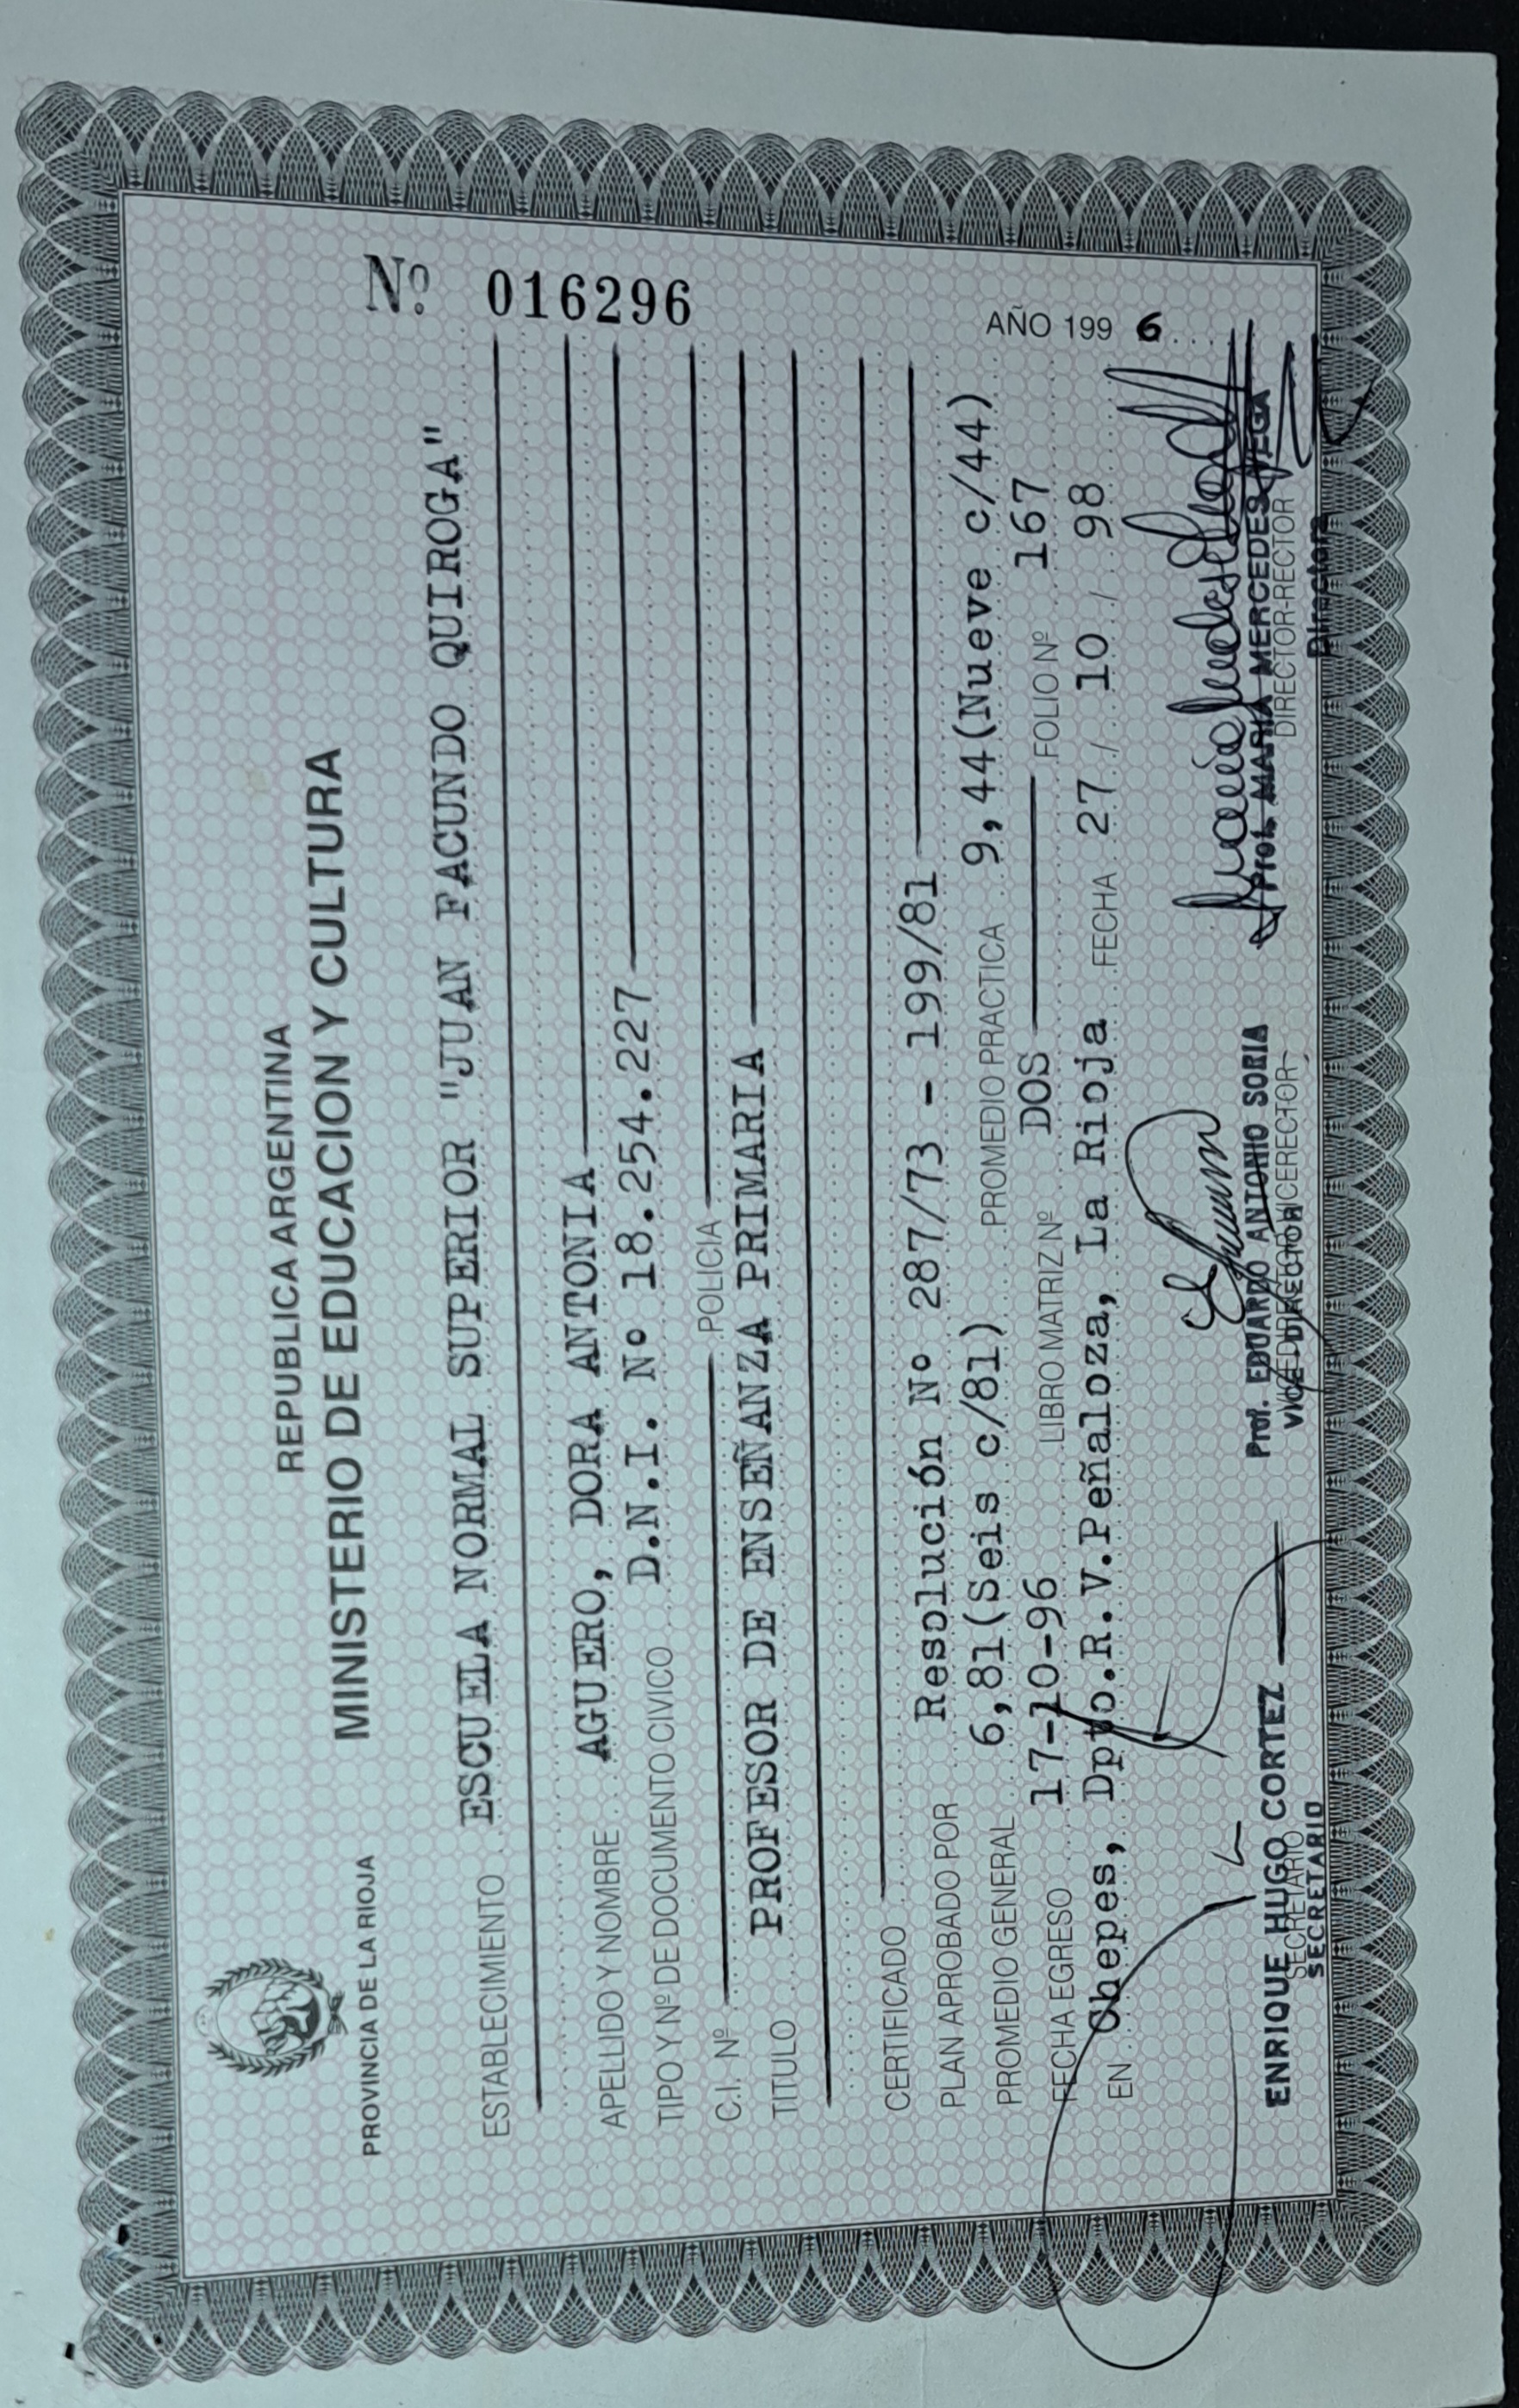 REPUBLICA ARGENTINA
MINISTERIO DE EDUCACION Y CULTURA
PROVINCIA DE LA RIOJA
Nº 016296
ESTABLECIMIENTO ESCUELA NORMAL SUPERIOR "JUAN FACUNDO QUIROGA"
APELLIDO Y NOMBRE AGUERO, DORA ANTONIA
TIPO Y Nº DE DOCUMENTO CIVICO D.N.I. Nº 18.254.227
C.I. Nº POLICIA
TITULO PROFESOR DE ENSEÑANZA PRIMARIA
CERTIFICADO
PLAN APROBADO POR Resolución Nº 287/73 - 199/81
PROMEDIO GENERAL 6,81(Seis c/81) PROMEDIO PRACTICA 9,44(Nueve c/44) AÑO 1996
FECHA EGRESO 17-10-96 LIBRO MATRIZ Nº DOS FOLIO Nº 167
EN Chepes, Dpto.R.V.Peñaloza, La Rioja FECHA 27 / 10 / 98
ENRIQUE HUGO CORTEZ Prof. EDUARDO ANTONIO SORIA Prof. MARIA MERCEDES VEGA
SECRETARIO VICEDIRECTOR-VICERECTOR DIRECTOR-RECTOR
SECRETARIO VICE - DIRECTOR Directora